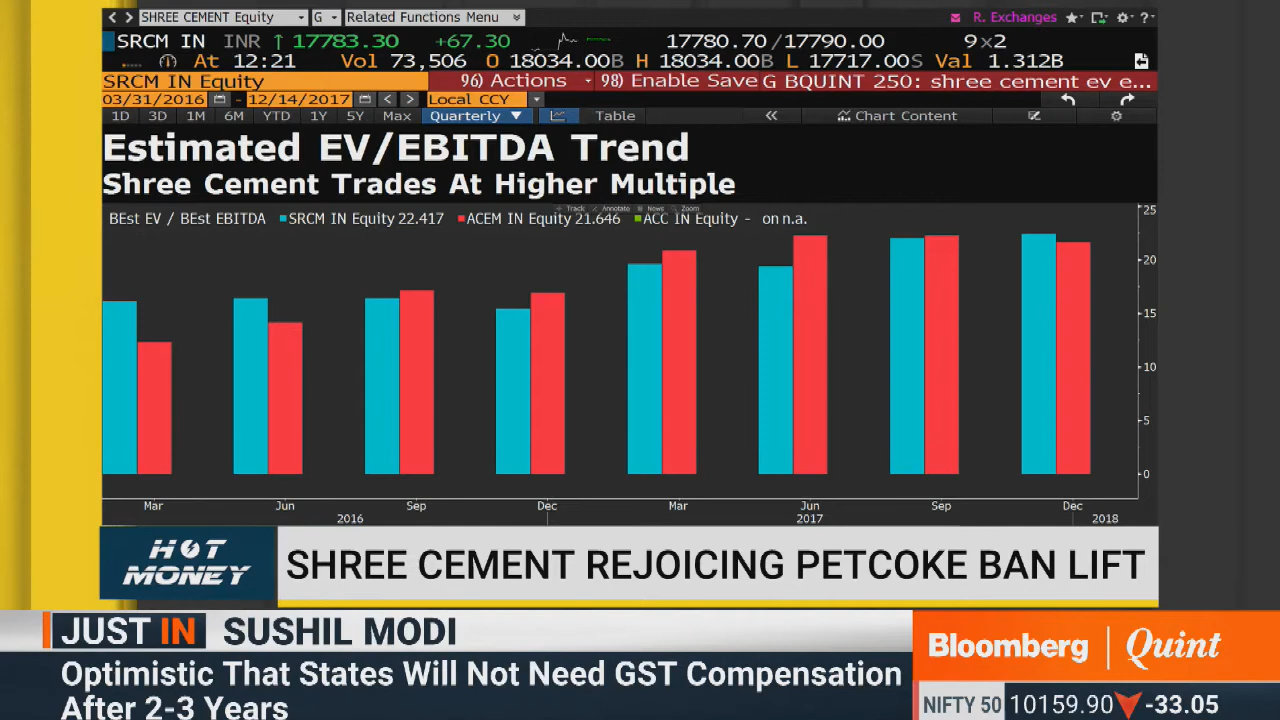 SHREE CEMENT Equity G Related Functions Menu R. Exchanges ?
SRCM IN INR ↑ 17783.30 +67.30 17780.70/17790.00 9×2
At 12:21 Vol 73,506 O 18034.00B H 18034.00B L 17717.00S Val 1.312B
SRCM IN Equity 96) Actions 98) Enable Save G BQUINT 250: shree cement ev e...
03/31/2016 - 12/14/2017 < > Local CCY
1D 3D 1M 6M YTD 1Y 5Y Max Quarterly ▼ Table « Chart Content
Estimated EV/EBITDA Trend
Shree Cement Trades At Higher Multiple
Track Annotate News Zoom
BEst EV / BEst EBITDA SRCM IN Equity 22.417 ACEM IN Equity 21.646 ACC IN Equity - on n.a.
25
20
15
10
5
0
Mar Jun Sep Dec Mar Jun Sep Dec
2016 2017 2018
HOT MONEY
SHREE CEMENT REJOICING PETCOKE BAN LIFT
JUST IN SUSHIL MODI
Optimistic That States Will Not Need GST Compensation
After 2-3 Years
Bloomberg | Quint
NIFTY 50 10159.90 -33.05